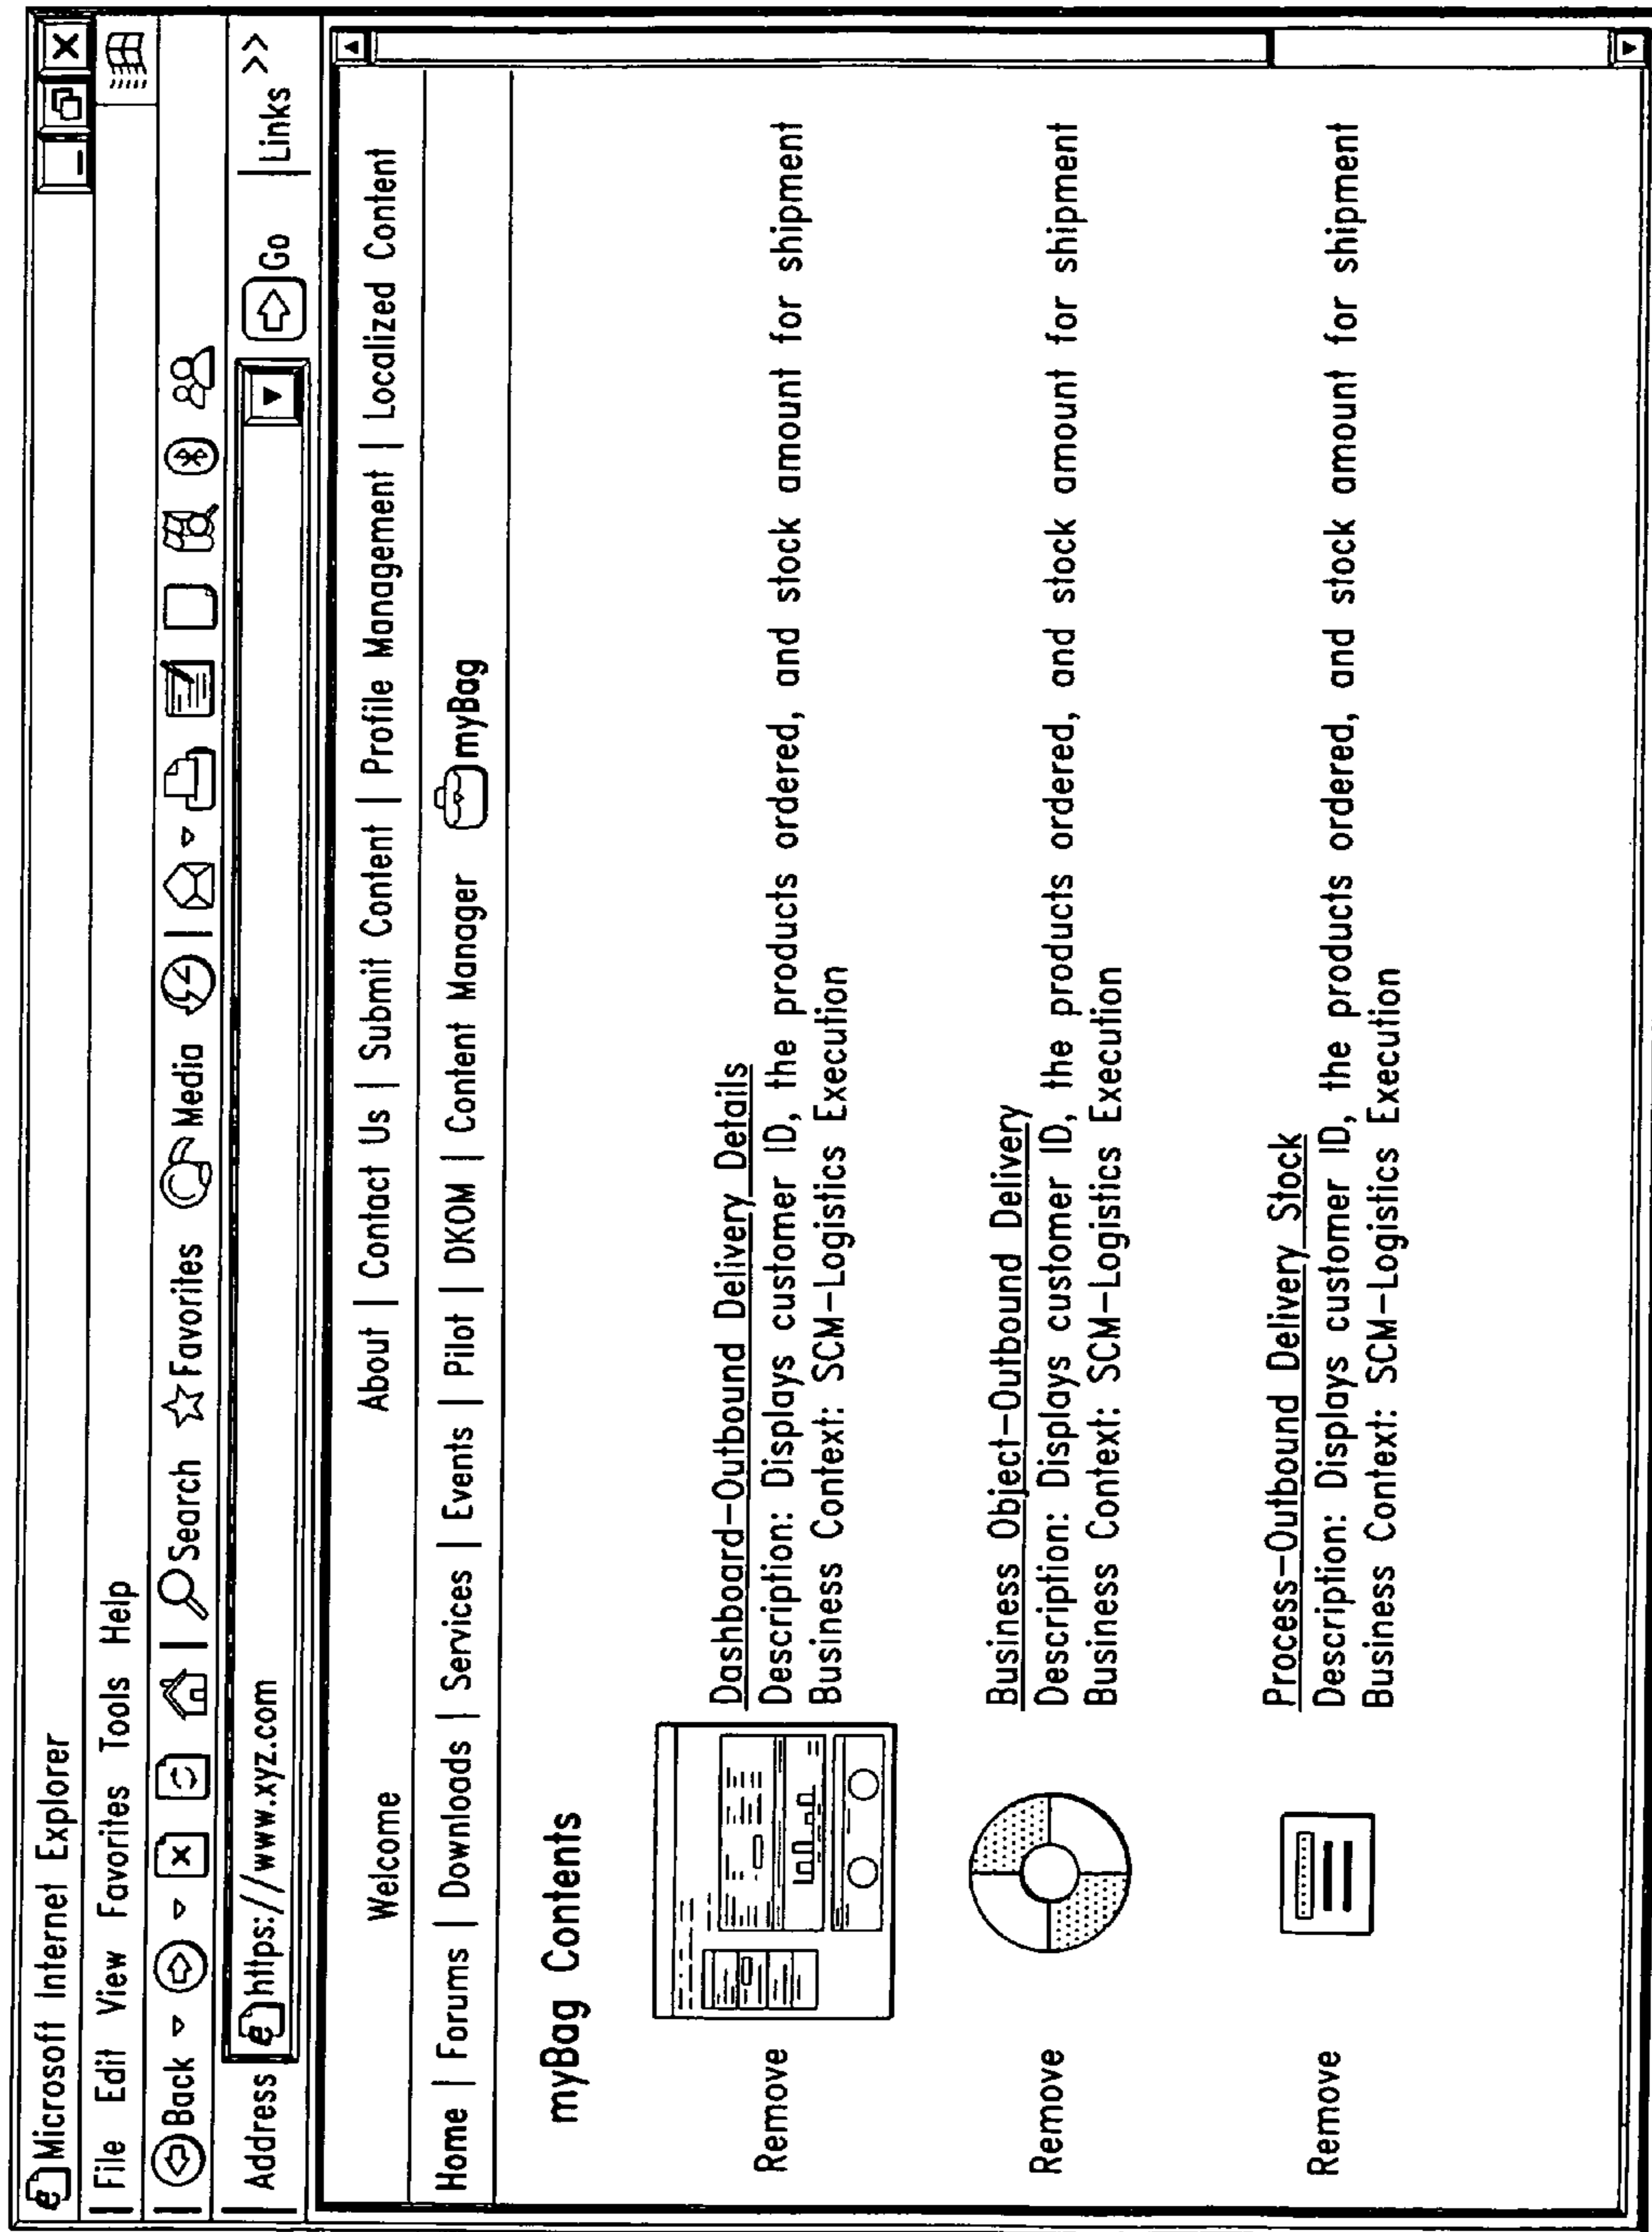 Microsoft Internet Explorer
File Edit View Favorites Tools Help
Back Search Favorites Media
Address https://www.xyz.com Go Links >>
Welcome About | Contact Us | Submit Content | Profile Management | Localized Content
Home | Forums | Downloads | Services | Events | Pilot | DKOM | Content Manager myBag
myBag Contents
Dashboard-Outbound Delivery Details
Remove Description: Displays customer ID, the products ordered, and stock amount for shipment
Business Context: SCM-Logistics Execution
Business Object-Outbound Delivery
Remove Description: Displays customer ID, the products ordered, and stock amount for shipment
Business Context: SCM-Logistics Execution
Process-Outbound Delivery Stock
Remove Description: Displays customer ID, the products ordered, and stock amount for shipment
Business Context: SCM-Logistics Execution